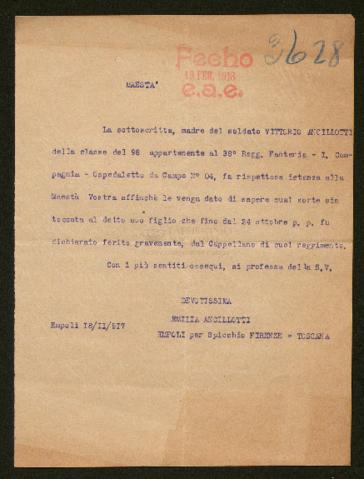 3628
Fecho
18 FEB. 1918
e.a.e.
MAESTA'
La sottoscritta, madre del soldato VITTORIO ANCILLOTTI
della classe del 98 appartenente al 38° Regg. Fanteria - I. Com-
pagnia - Ospedaletto da Campo N° 04, fa rispettosa istanza alla
Maestà Vostra affinchè le venga dato di sapere qual sorte sia
toccata al detto suo figlio che fino dal 24 ottobre p. p. fu
dichiarato ferito gravemente, dal Cappellano di quel reggimento.
Con i più sentiti ossequi, si professa della S.V.
DEVOTISSIMA
EMILIA ANCILLOTTI
Empoli 18/II/917
EMPOLI per Spicchio FIRENZE - TOSCANA